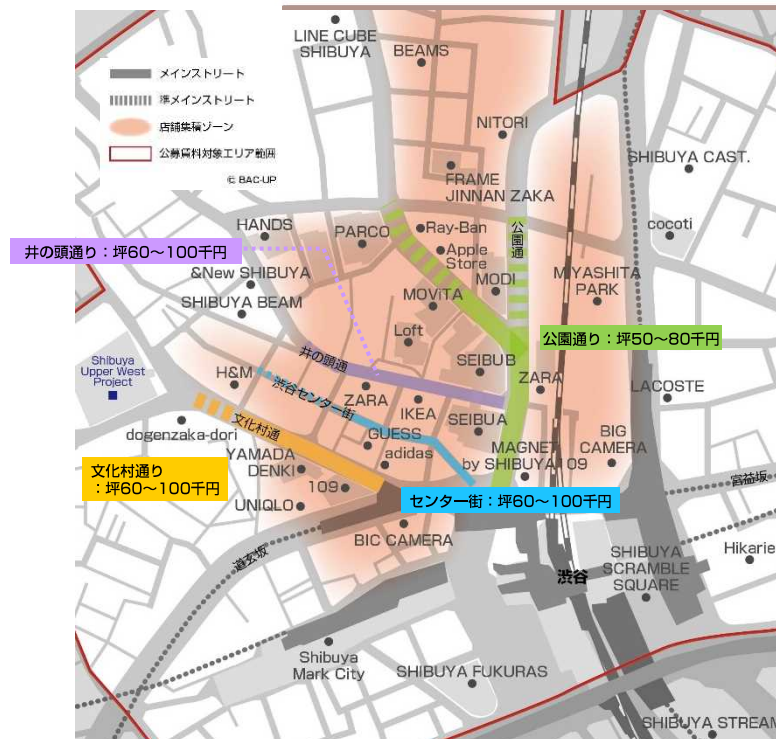 LINE CUBE
SHIBUYA
BEAMS
メインストリート
準メインストリート
店舗集積ゾーン
公募賃料対象エリア範囲
© BAC-UP
NITORI
FRAME
JINNAN ZAKA
SHIBUYA CAST.
cocoti
HANDS
PARCO
Ray-Ban
Apple
Store
公園通
井の頭通り:坪60~100千円
&New SHIBUYA
SHIBUYA BEAM
MODI
MOViTA
MIYASHITA
PARK
Loft
公園通り:坪50~80千円
井の頭通
SEIBUB
Shibuya
Upper West
Project
H&M
渋谷センター街
ZARA
IKEA
ZARA
LACOSTE
文化村通
dogenzaka-dori
GUESS
adidas
SEIBUA
MAGNET
by SHIBUYA109
BIG
CAMERA
YAMADA
DENKI
文化村通り
:坪60~100千円
109
UNIQLO
センター街:坪60~100千円
宮益坂
BIC CAMERA
道玄坂
渋谷
SHIBUYA
SCRAMBLE
SQUARE
Hikarie
Shibuya
Mark City
SHIBUYA FUKURAS
SHIBUYA STREAM